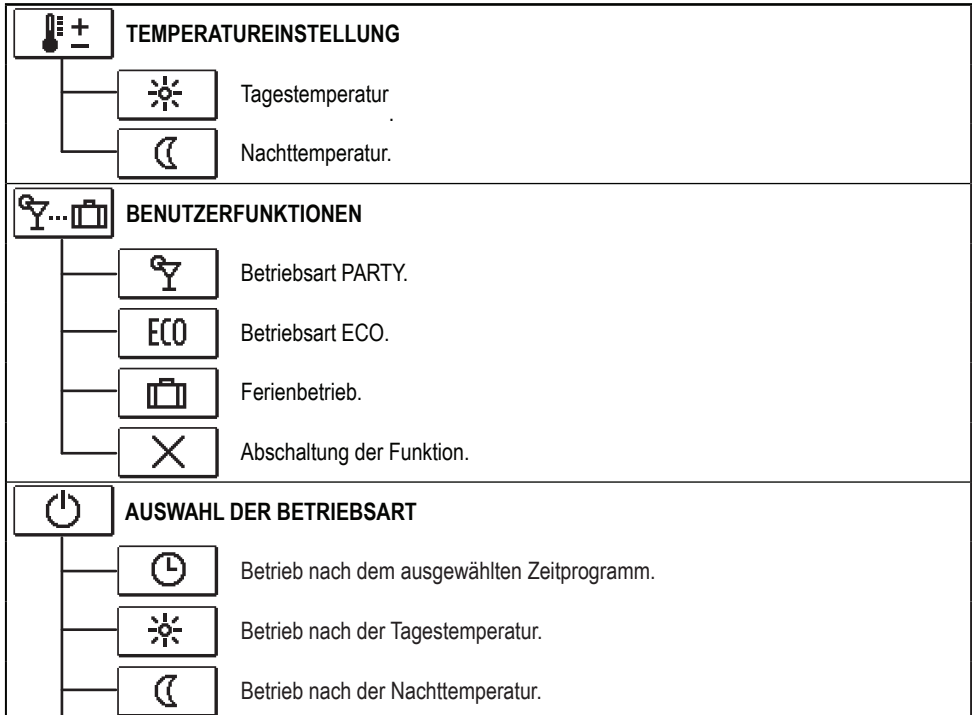 TEMPERATUREINSTELLUNG
Tagestemperatur
.
Nachttemperatur.
BENUTZERFUNKTIONEN
Betriebsart PARTY.
ECO
Betriebsart ECO.
Ferienbetrieb.
Abschaltung der Funktion.
AUSWAHL DER BETRIEBSART
Betrieb nach dem ausgewählten Zeitprogramm.
Betrieb nach der Tagestemperatur.
Betrieb nach der Nachttemperatur.